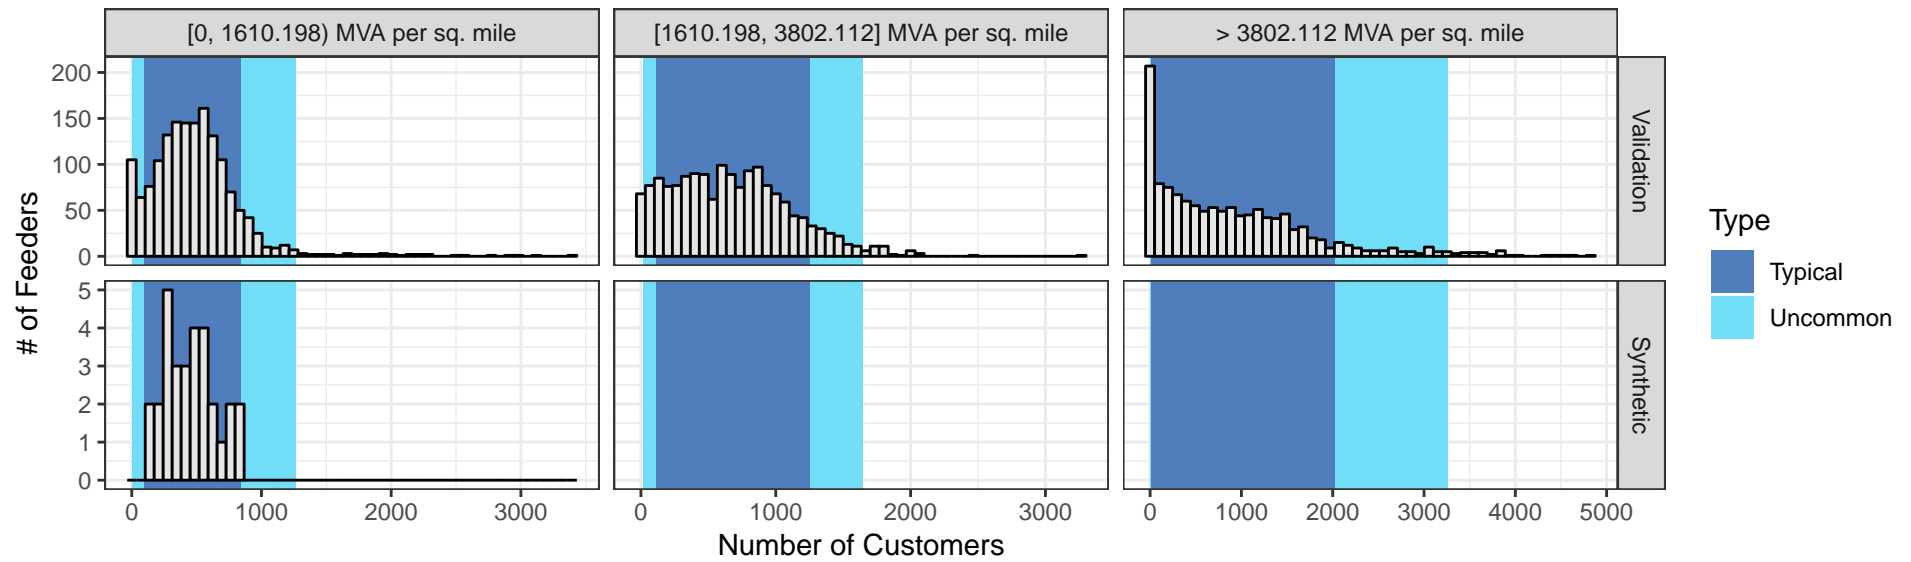 [0, 1610.198) MVA per sq. mile
[1610.198, 3802.112] MVA per sq. mile
> 3802.112 MVA per sq. mile
# of Feeders
200
150
100
50
0
Validation
5
4
3
2
1
0
Synthetic
0 1000 2000 3000
0 1000 2000 3000
0 1000 2000 3000 4000 5000
Number of Customers
Type
Typical
Uncommon